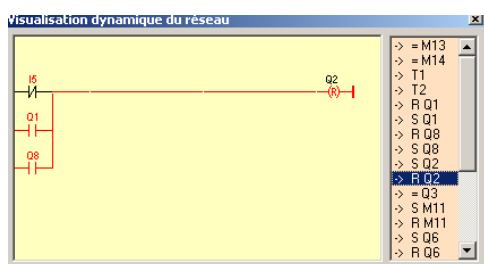 Visualisation dynamique du réseau
I5
Q2
(R)
Q1
Q8
-> = M13
-> = M14
-> T1
-> T2
-> R Q1
-> S Q1
-> R Q8
-> S Q8
-> S Q2
-> R Q2
-> = Q3
-> S M11
-> R M11
-> S Q6
-> R Q6